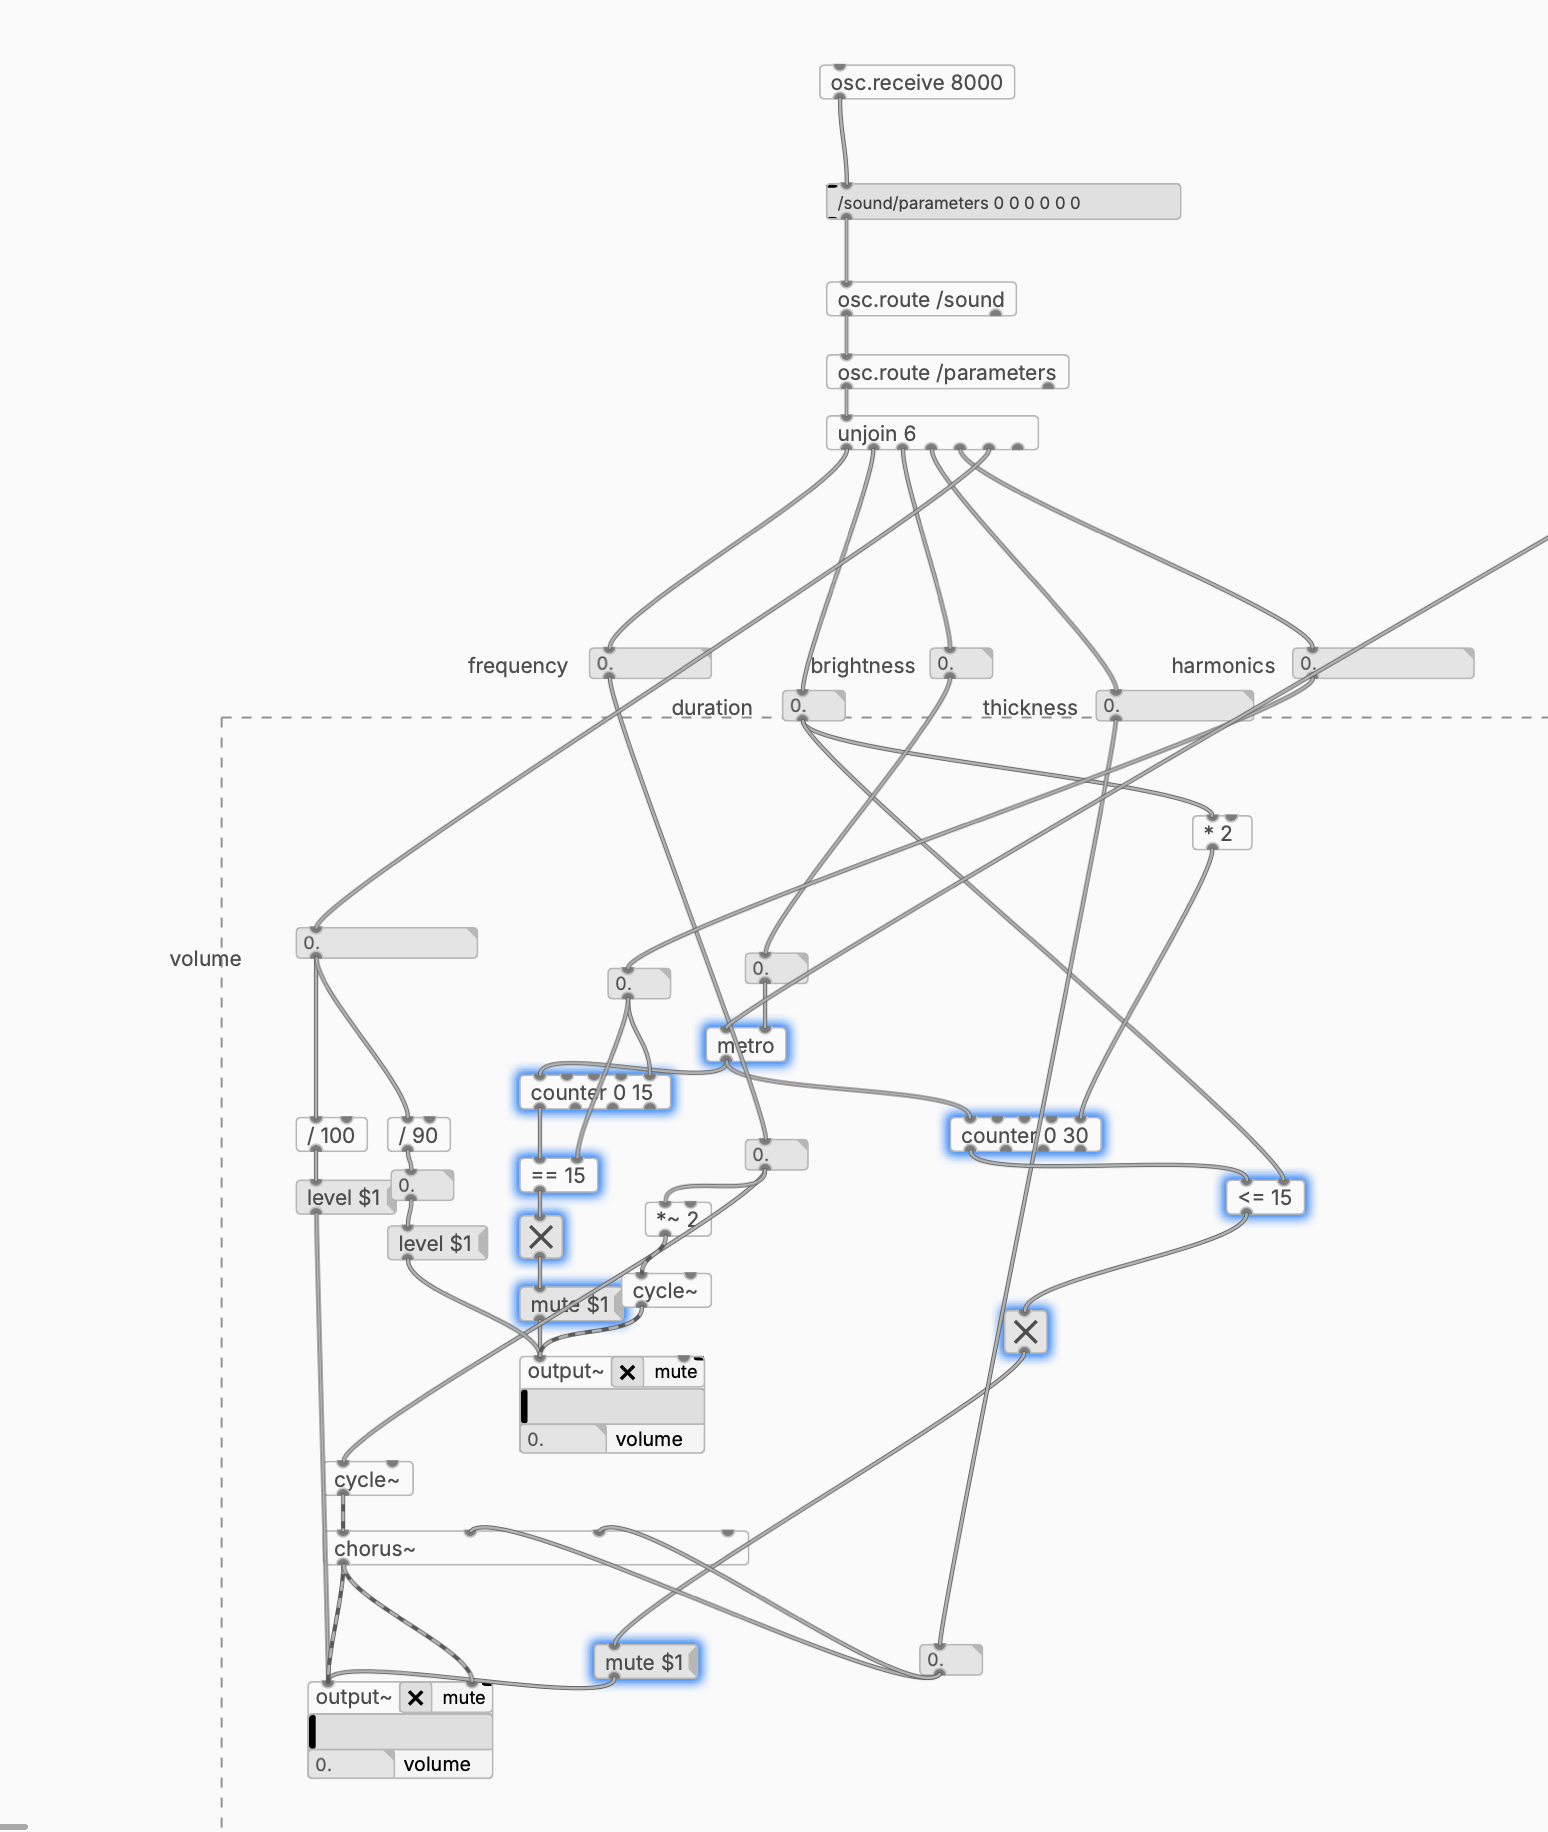 osc.receive 8000
/sound/parameters 0 0 0 0 0 0
osc.route /sound
osc.route /parameters
unjoin 6
frequency
0.
brightness
0.
harmonics
0.
duration
0.
thickness
0.
* 2
volume
0.
0.
0.
metro
counter 0 15
/ 100
/ 90
0.
counter 0 30
== 15
level $1
0.
<= 15
*~ 2
level $1
mute $1
cycle~
output~
mute
0.
volume
cycle~
chorus~
mute $1
0.
output~
mute
0.
volume